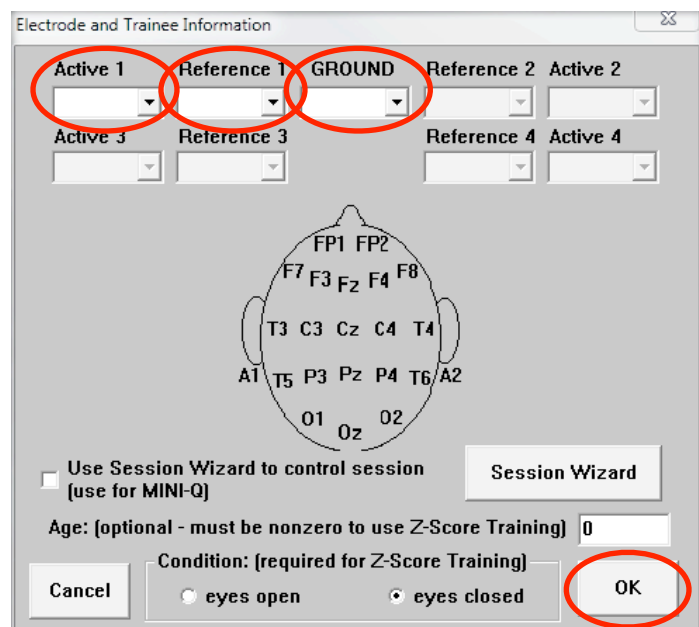 Electrode and Trainee Information
Active 1 Reference 1 GROUND Reference 2 Active 2
Active 3 Reference 3 Reference 4 Active 4
FP1 FP2
F7 F3 Fz F4 F8
T3 C3 Cz C4 T4
A1 T5 P3 Pz P4 T6 A2
O1 Oz O2
Use Session Wizard to control session
(use for MINI-Q)
Session Wizard
Age: (optional - must be nonzero to use Z-Score Training) 0
Condition: (required for Z-Score Training)
Cancel eyes open eyes closed OK